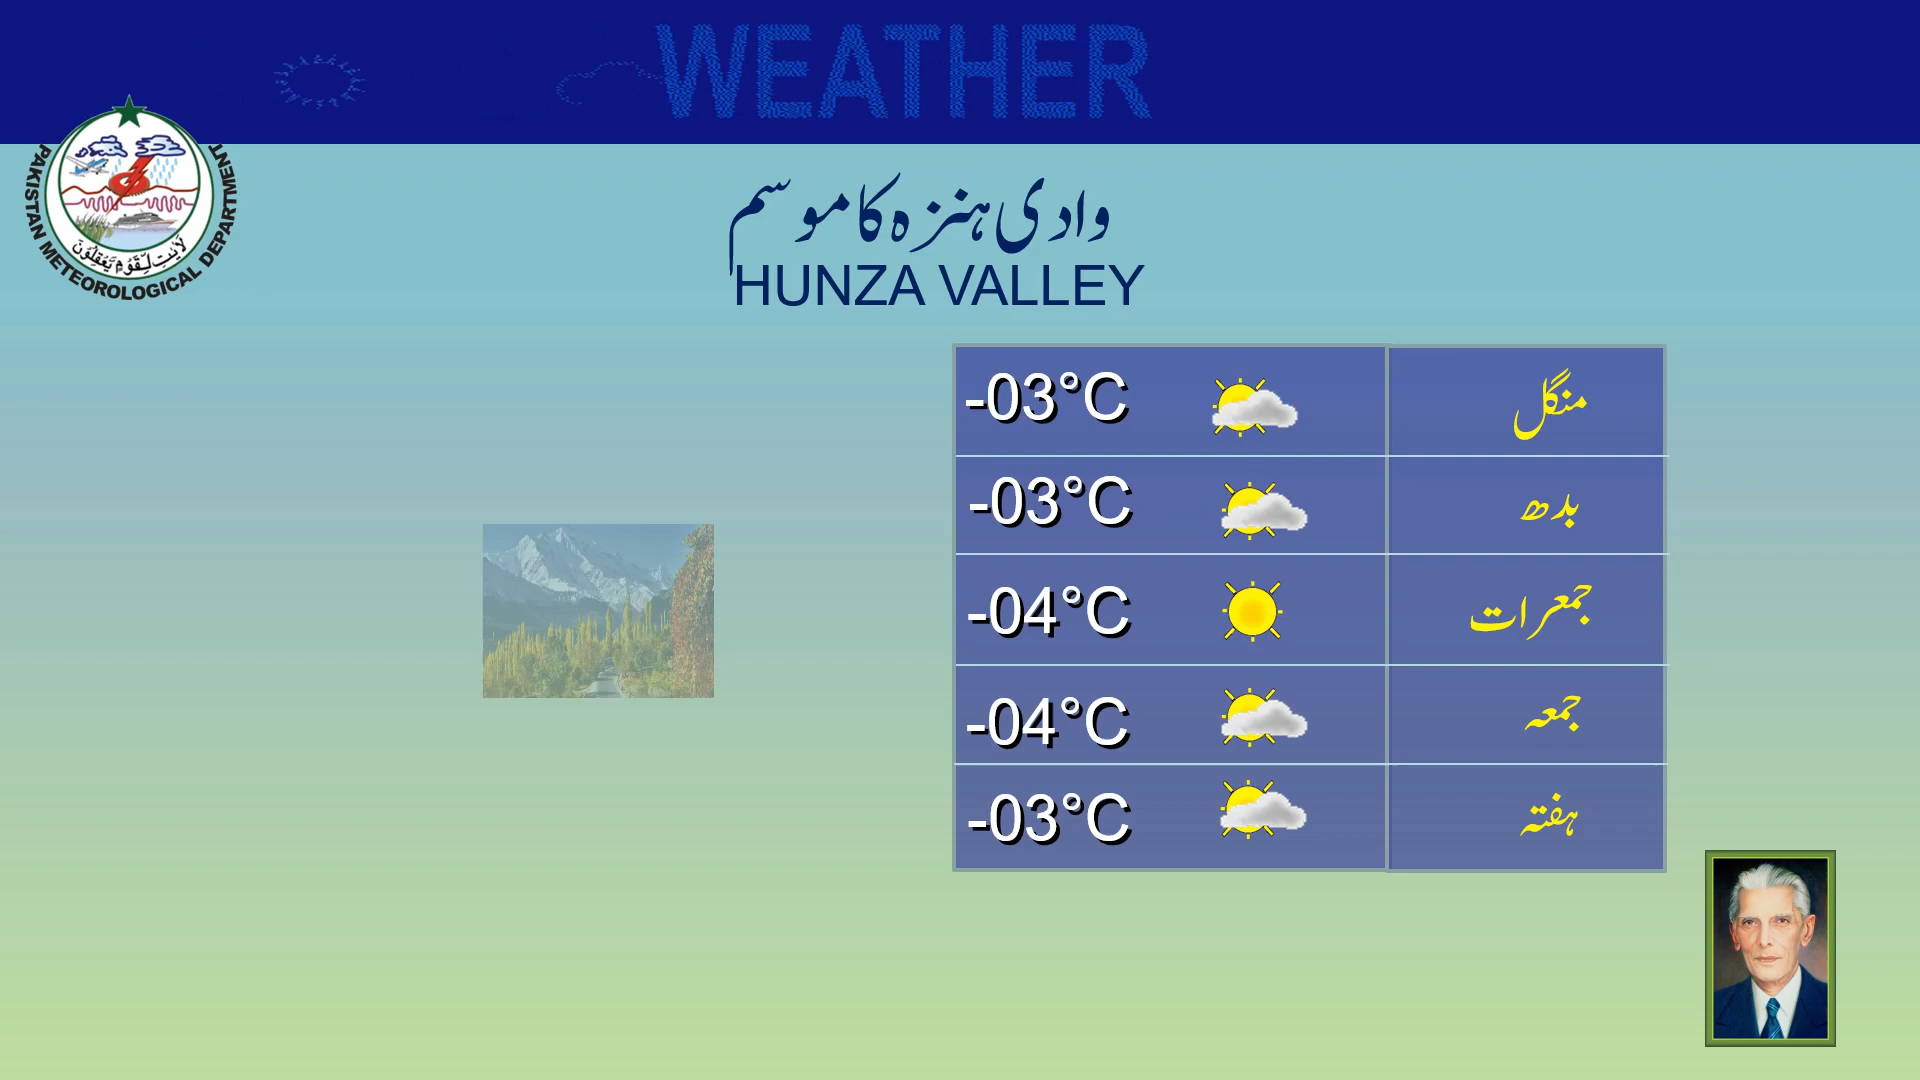 WEATHER
PAKISTAN METEOROLOGICAL DEPARTMENT
لَاٰيٰتٍ لِّقَوْمٍ يَّعْقِلُوْنَ
وادی ہنزہ کا موسم
HUNZA VALLEY
-03°C منگل
-03°C بدھ
-04°C جمعرات
-04°C جمعہ
-03°C ہفتہ